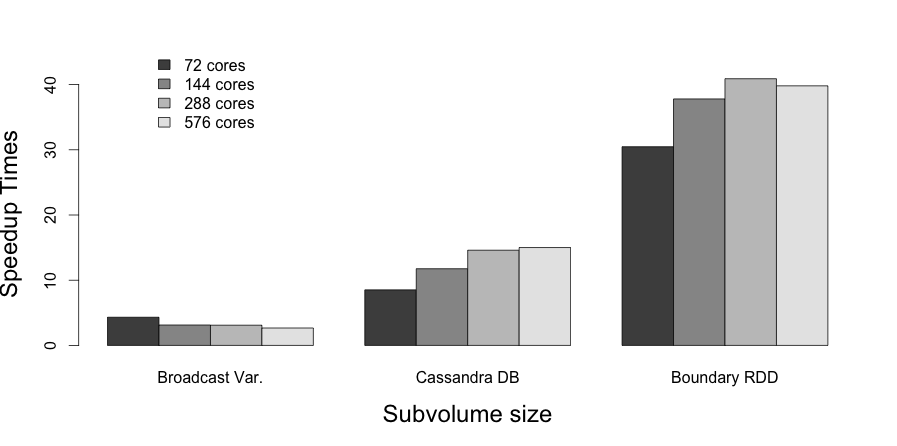 72 cores
144 cores
288 cores
576 cores
Speedup Times
40
30
20
10
0
Broadcast Var.
Cassandra DB
Boundary RDD
Subvolume size